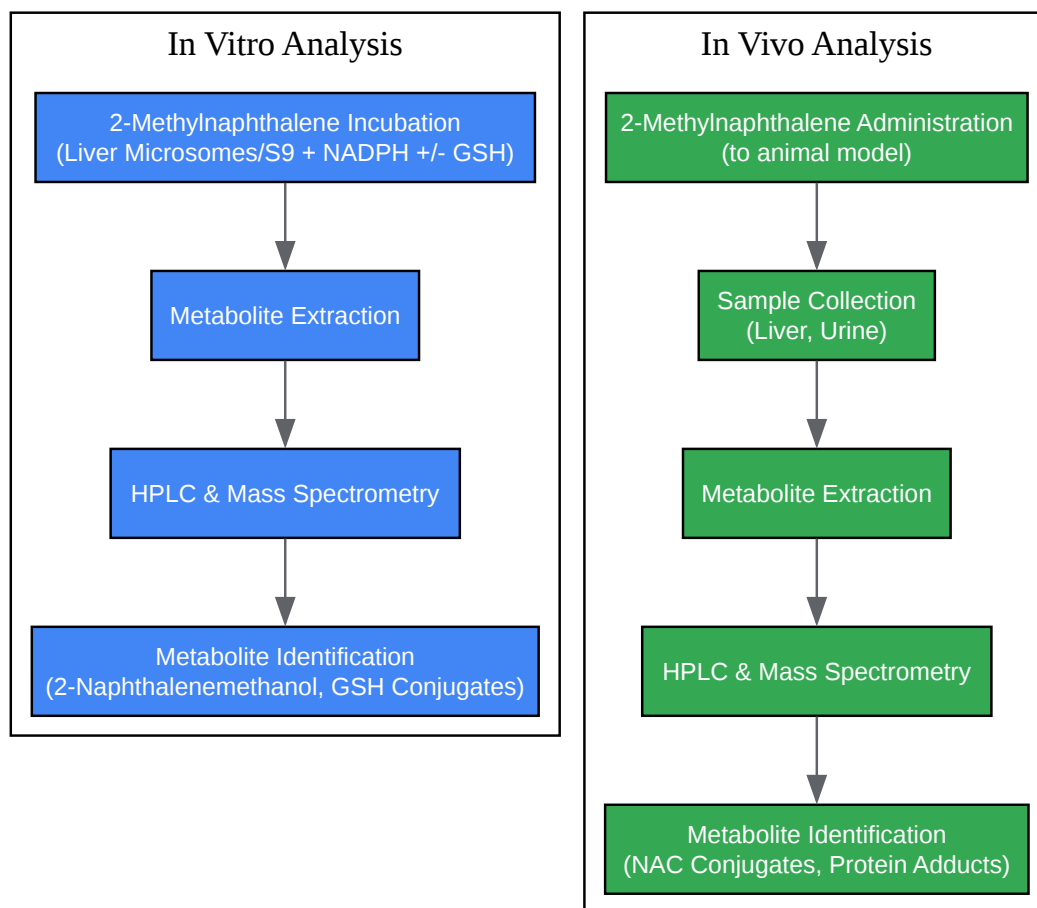 In Vitro Analysis
2-Methylnaphthalene Incubation
(Liver Microsomes/S9 + NADPH +/- GSH)
Metabolite Extraction
HPLC & Mass Spectrometry
Metabolite Identification
(2-Naphthalenemethanol, GSH Conjugates)
In Vivo Analysis
2-Methylnaphthalene Administration
(to animal model)
Sample Collection
(Liver, Urine)
Metabolite Extraction
HPLC & Mass Spectrometry
Metabolite Identification
(NAC Conjugates, Protein Adducts)